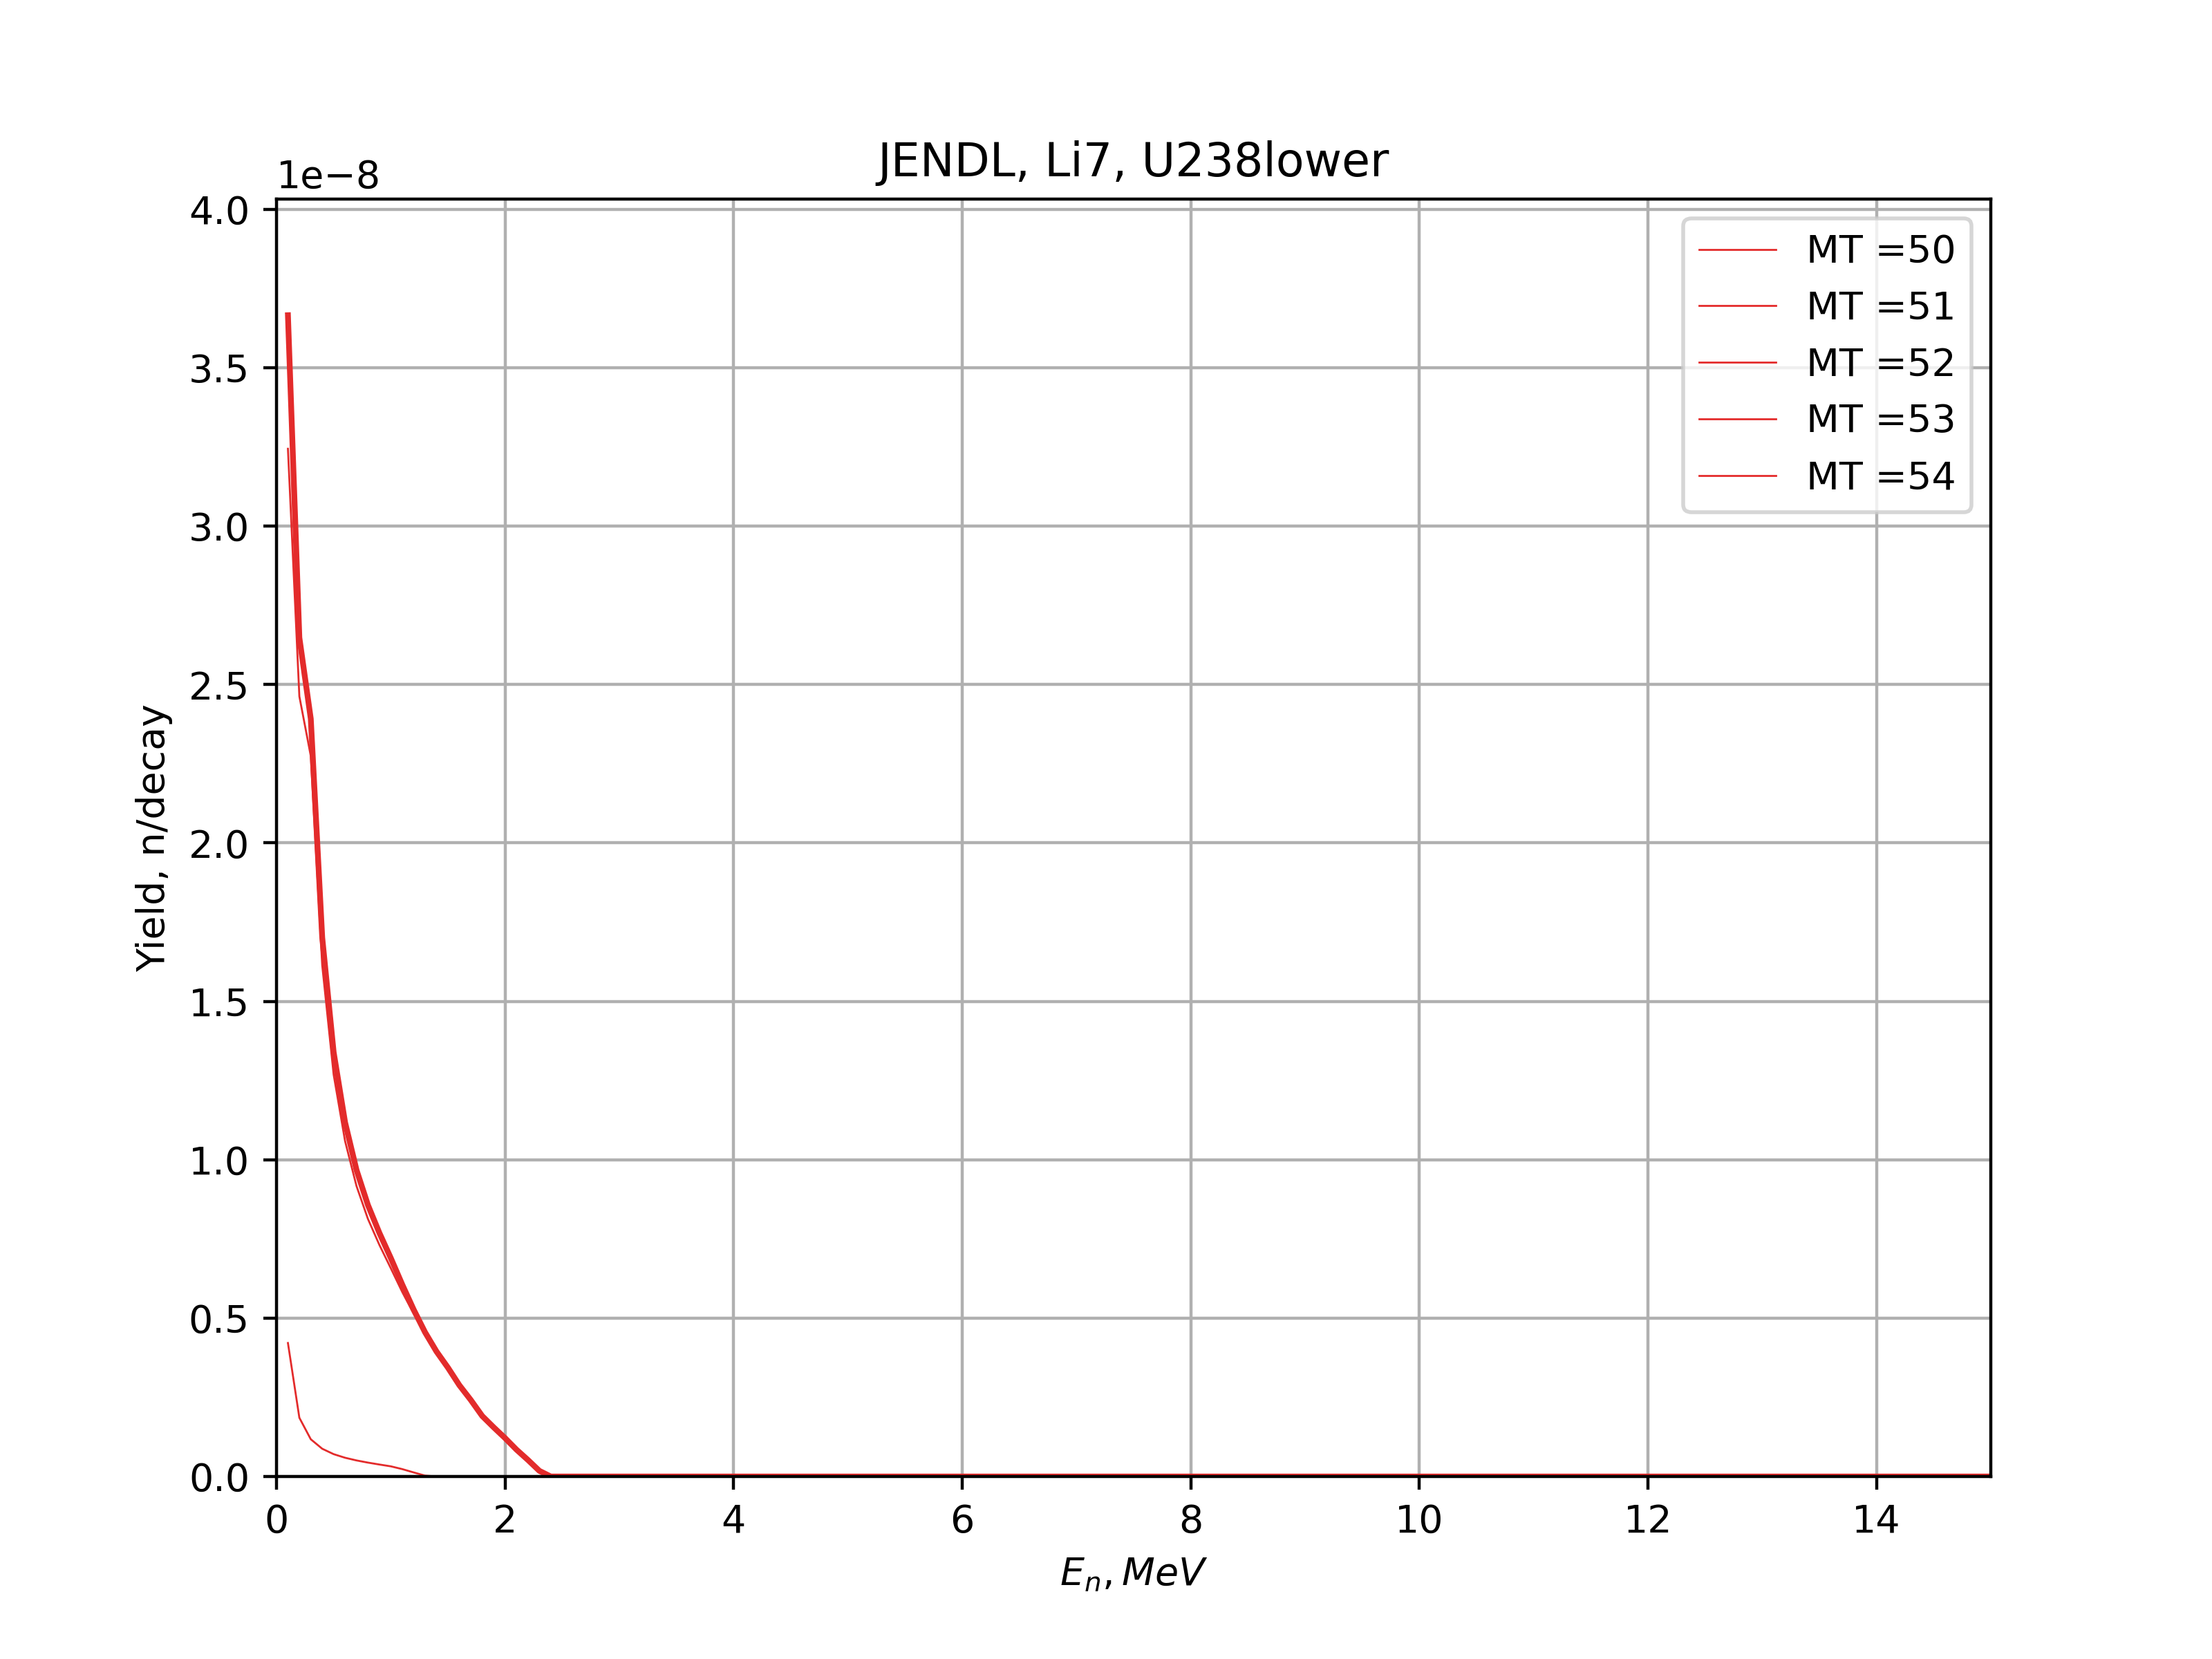 JENDL, Li7, U238lower
1e−8
4.0
3.5
3.0
2.5
2.0
1.5
1.0
0.5
0.0
Yield, n/decay
MT =50
MT =51
MT =52
MT =53
MT =54
0 2 4 6 8 10 12 14
Eₙ, MeV